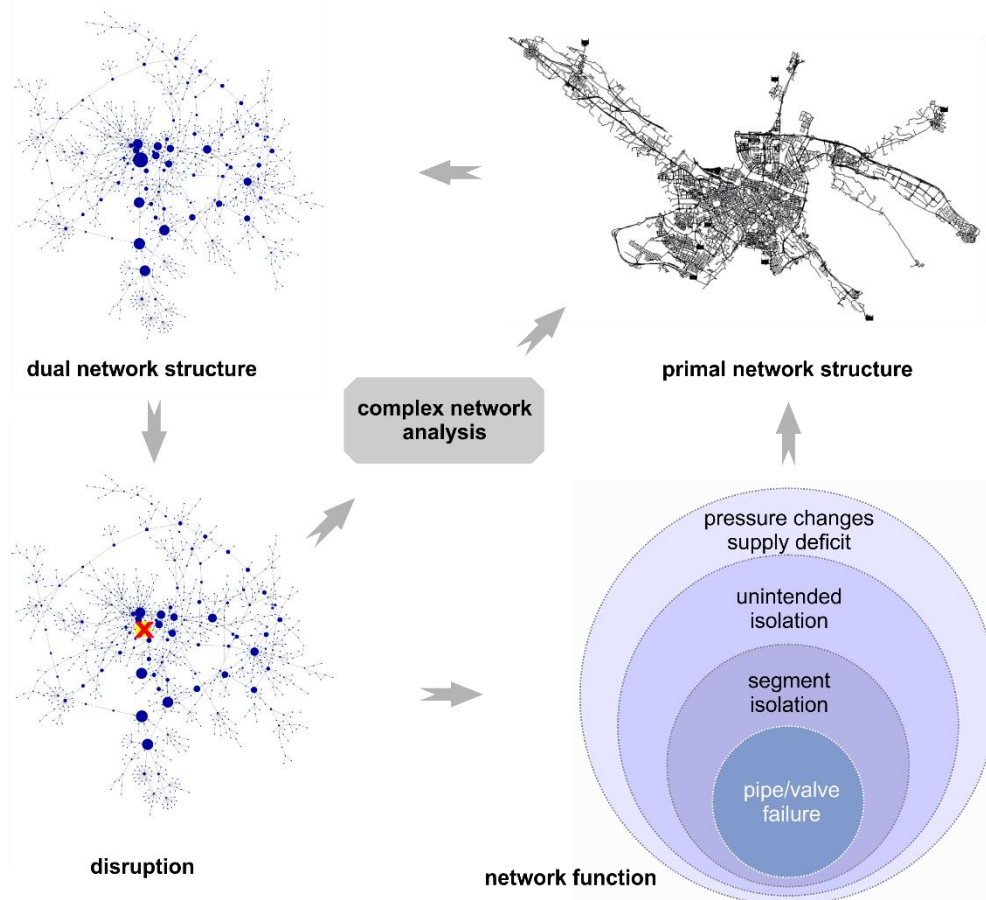 dual network structure
primal network structure
complex network
analysis
pressure changes
supply deficit
unintended
isolation
segment
isolation
pipe/valve
failure
disruption
network function